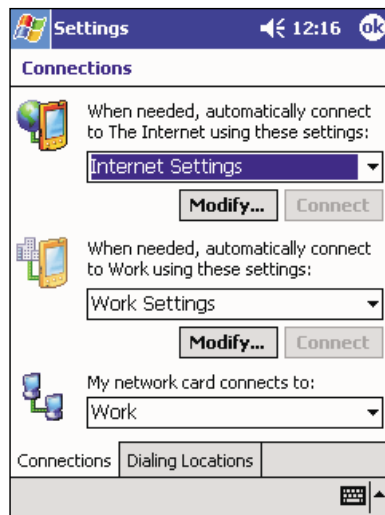 Settings 12:16 ok
Connections
When needed, automatically connect
to The Internet using these settings:
Internet Settings
Modify... Connect
When needed, automatically connect
to Work using these settings:
Work Settings
Modify... Connect
My network card connects to:
Work
Connections Dialing Locations